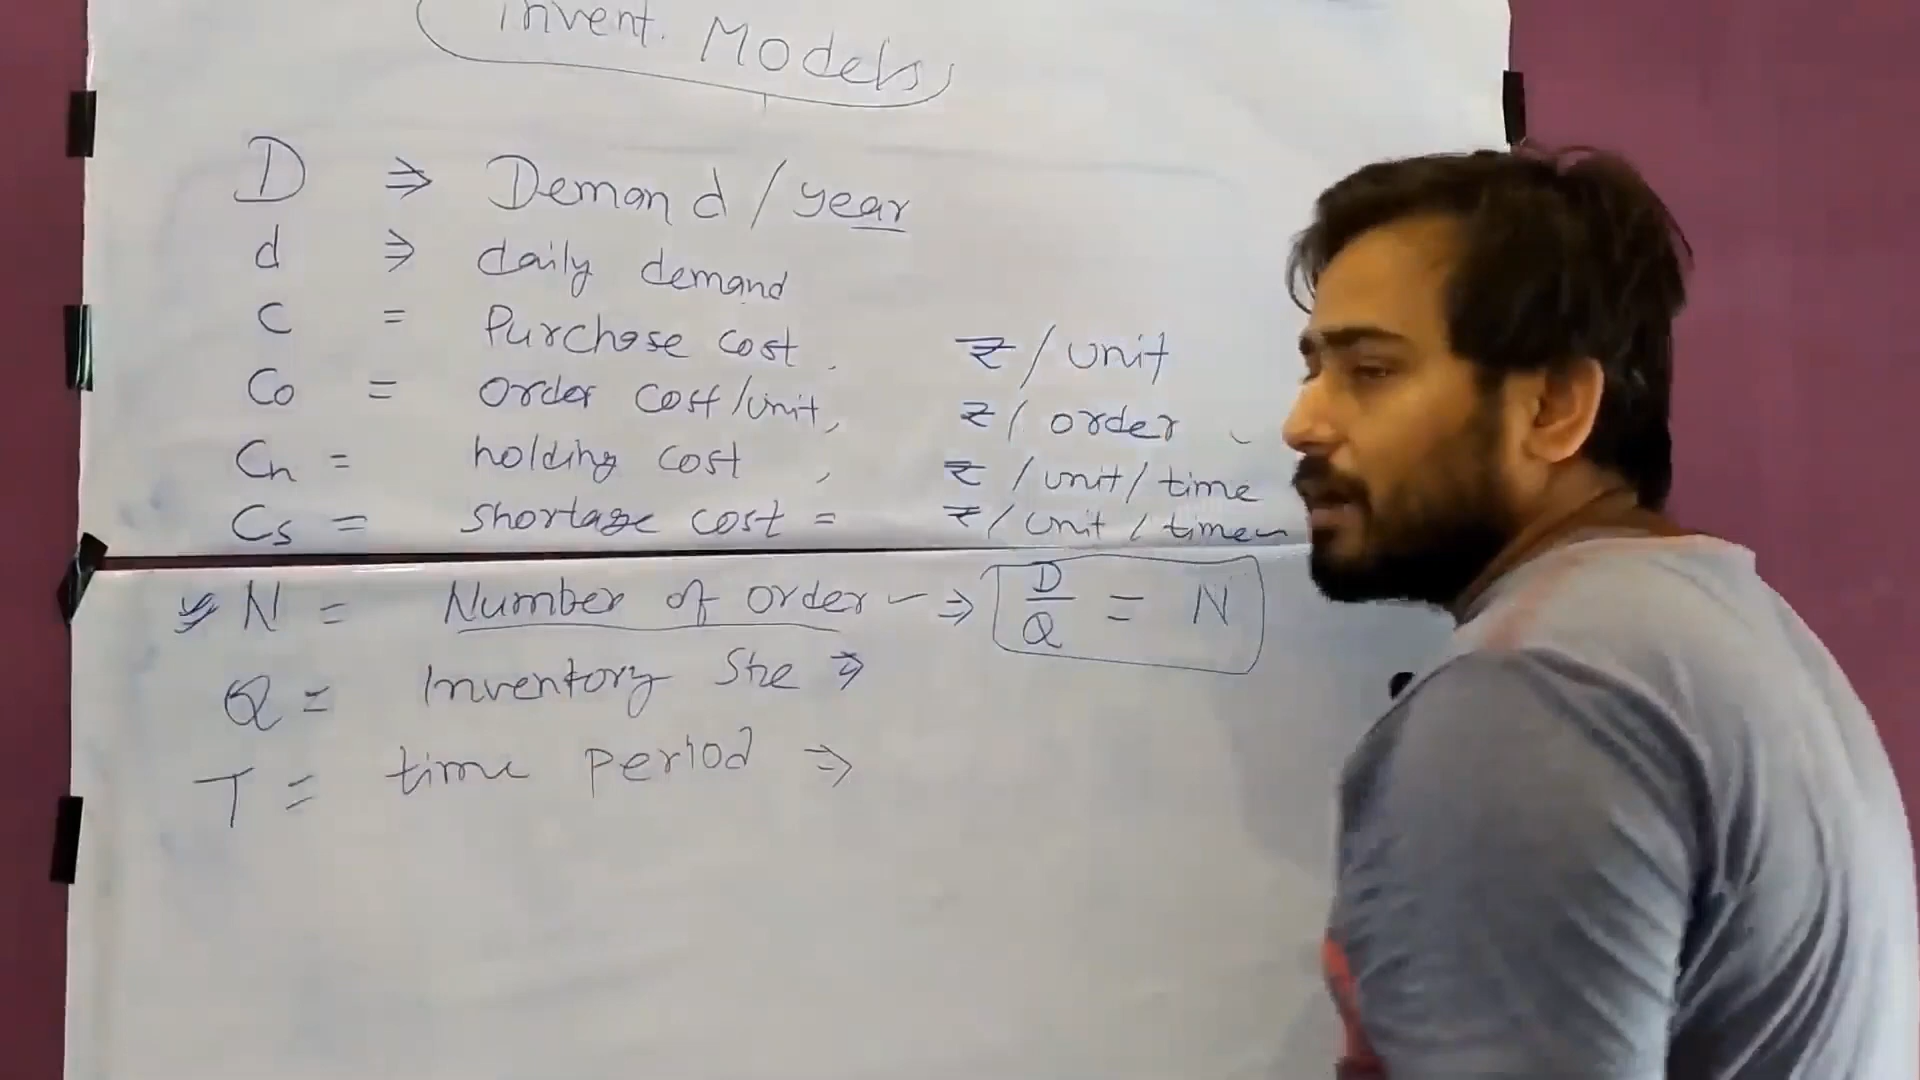 Invent. Models
D ⇒ Demand / year
d ⇒ daily demand
C = Purchase cost. ₹ / unit
Co = order cost/unit, ₹ / order
Ch = holding cost, ₹ / unit / time
Cs = shortage cost = ₹ / unit / time
N = Number of order ⇒ D/Q = N
Q = Inventory Size ⇒
T = time period ⇒